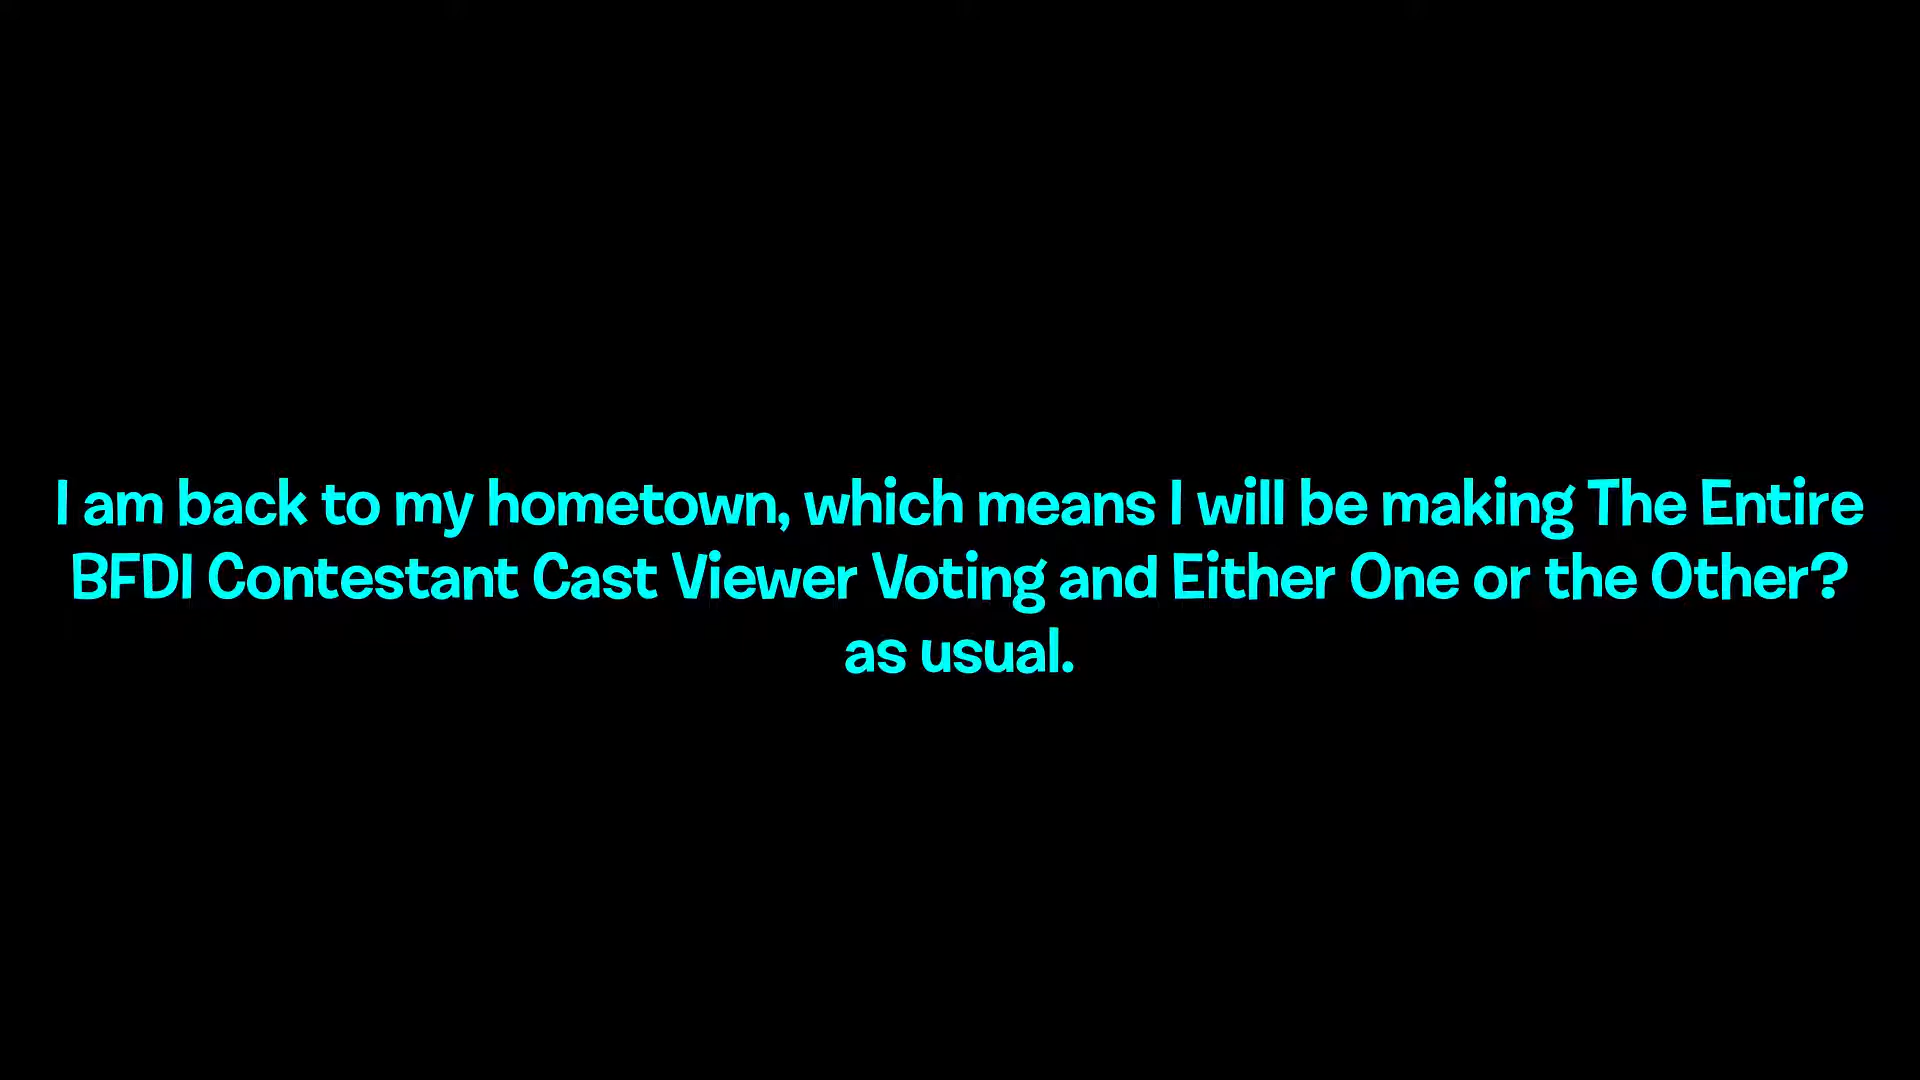 I am back to my hometown, which means I will be making The Entire
BFDI Contestant Cast Viewer Voting and Either One or the Other?
as usual.